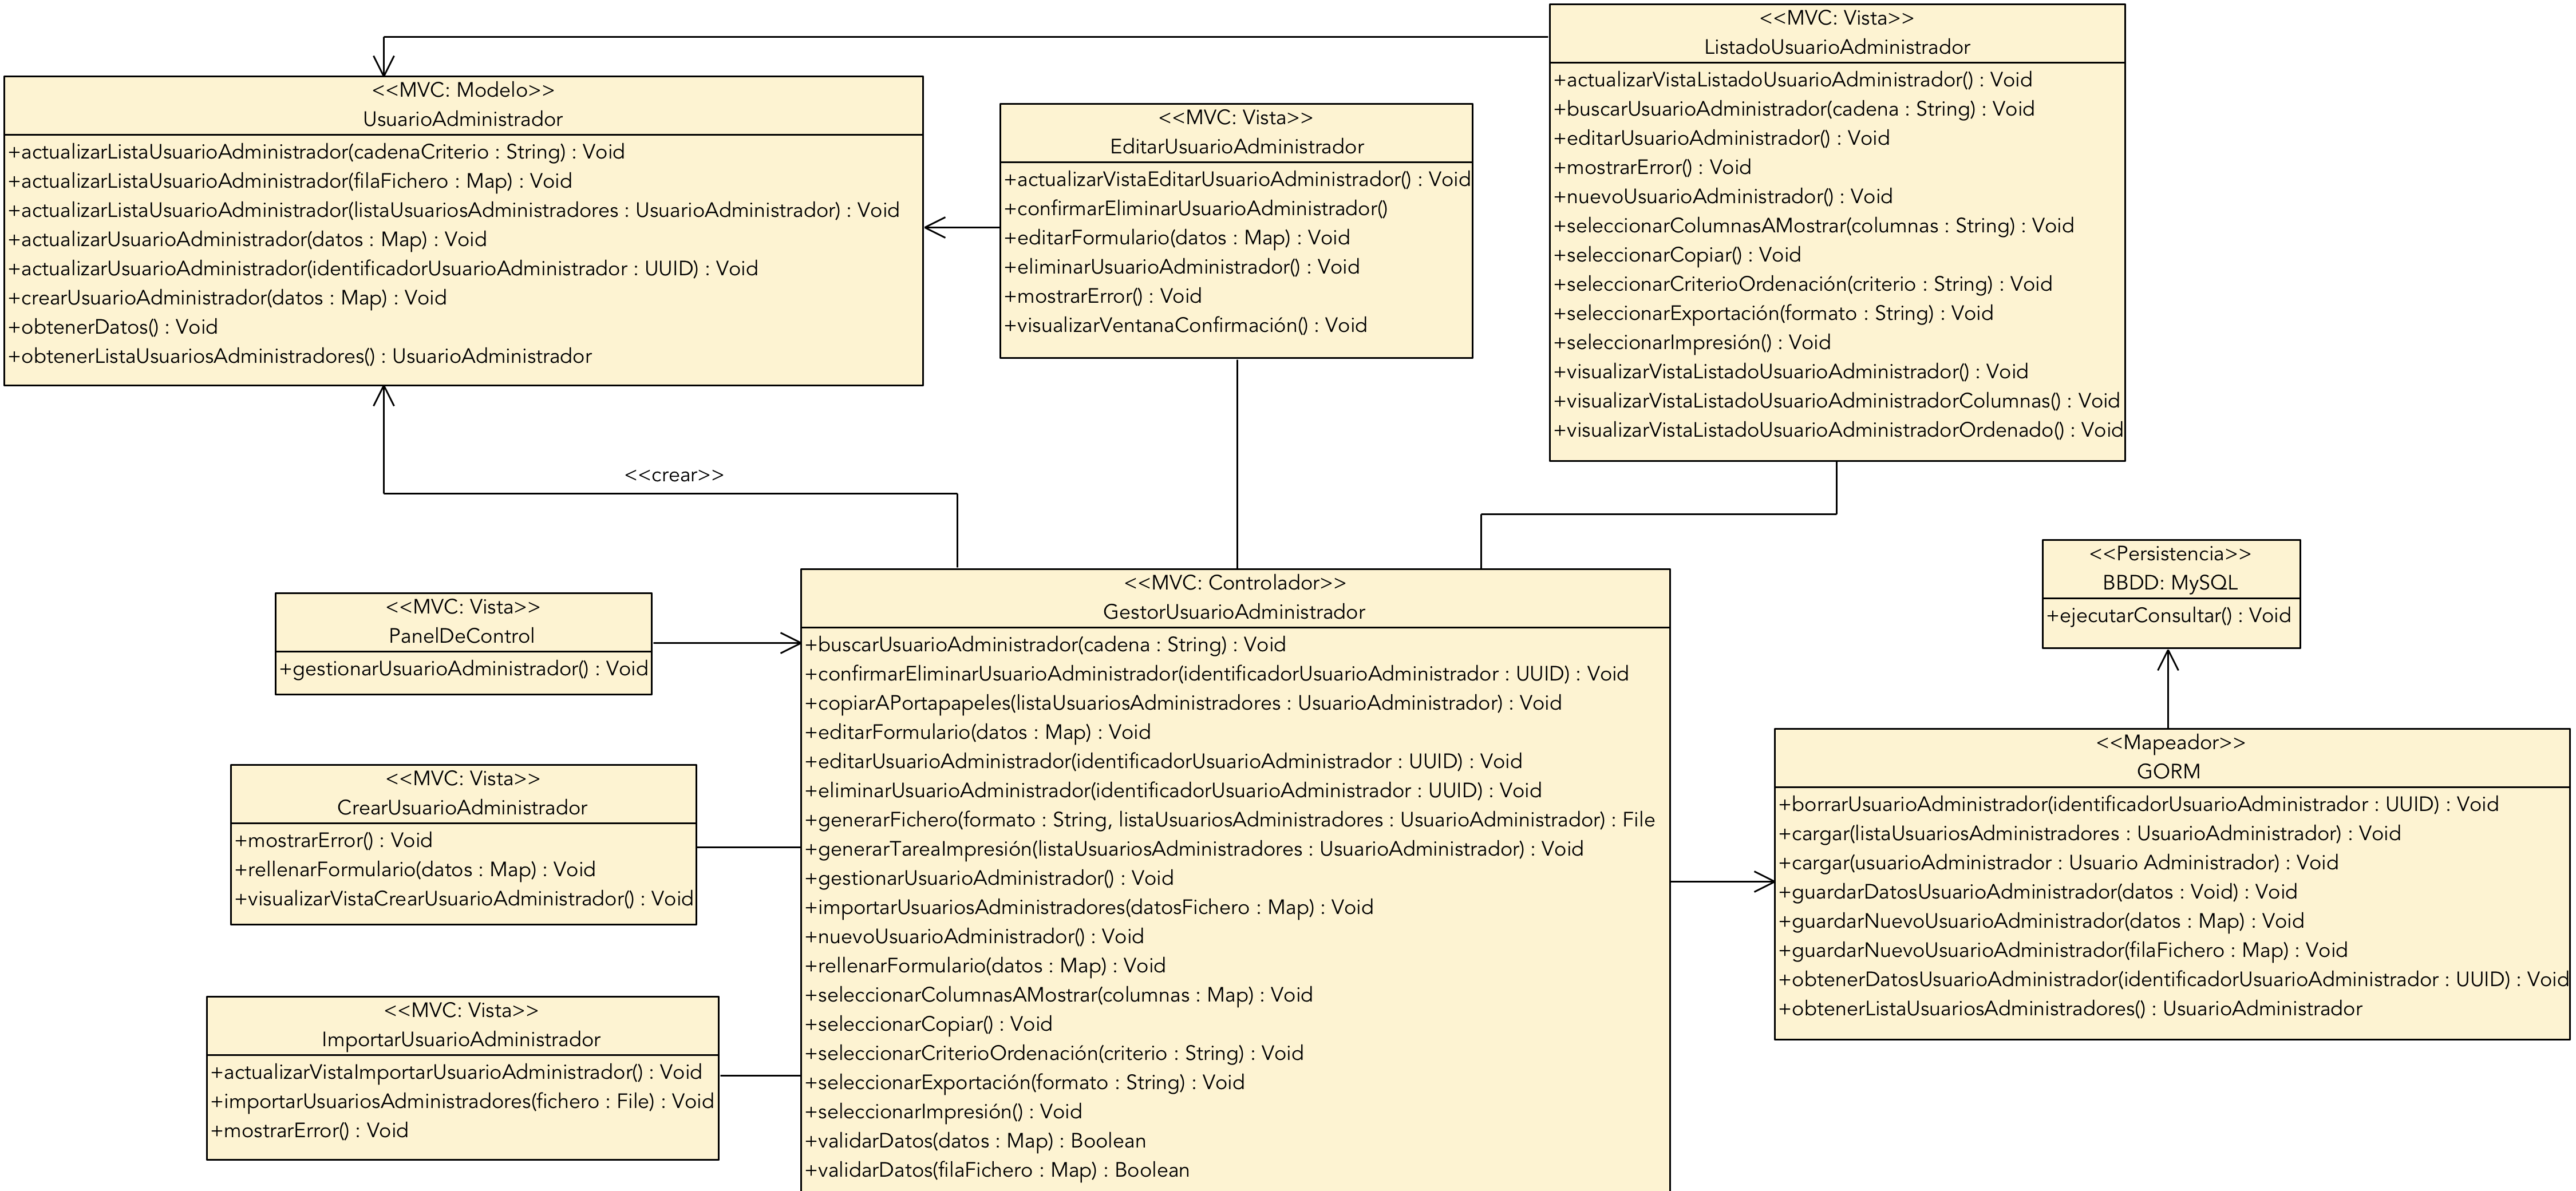 <<MVC: Vista>>
ListadoUsuarioAdministrador
+actualizarVistaListadoUsuarioAdministrador() : Void
+buscarUsuarioAdministrador(cadena : String) : Void
+editarUsuarioAdministrador() : Void
+mostrarError() : Void
+nuevoUsuarioAdministrador() : Void
+seleccionarColumnasAMostrar(columnas : String) : Void
+seleccionarCopiar() : Void
+seleccionarCriterioOrdenación(criterio : String) : Void
+seleccionarExportación(formato : String) : Void
+seleccionarImpresión() : Void
+visualizarVistaListadoUsuarioAdministrador() : Void
+visualizarVistaListadoUsuarioAdministradorColumnas() : Void
+visualizarVistaListadoUsuarioAdministradorOrdenado() : Void
<<MVC: Modelo>>
UsuarioAdministrador
+actualizarListaUsuarioAdministrador(cadenaCriterio : String) : Void
+actualizarListaUsuarioAdministrador(filaFichero : Map) : Void
+actualizarListaUsuarioAdministrador(listaUsuariosAdministradores : UsuarioAdministrador) : Void
+actualizarUsuarioAdministrador(datos : Map) : Void
+actualizarUsuarioAdministrador(identificadorUsuarioAdministrador : UUID) : Void
+crearUsuarioAdministrador(datos : Map) : Void
+obtenerDatos() : Void
+obtenerListaUsuariosAdministradores() : UsuarioAdministrador
<<MVC: Vista>>
EditarUsuarioAdministrador
+actualizarVistaEditarUsuarioAdministrador() : Void
+confirmarEliminarUsuarioAdministrador()
+editarFormulario(datos : Map) : Void
+eliminarUsuarioAdministrador() : Void
+mostrarError() : Void
+visualizarVentanaConfirmación() : Void
<<crear>>
<<MVC: Vista>>
PanelDeControl
+gestionarUsuarioAdministrador() : Void
<<MVC: Vista>>
CrearUsuarioAdministrador
+mostrarError() : Void
+rellenarFormulario(datos : Map) : Void
+visualizarVistaCrearUsuarioAdministrador() : Void
<<MVC: Vista>>
ImportarUsuarioAdministrador
+actualizarVistaImportarUsuarioAdministrador() : Void
+importarUsuariosAdministradores(fichero : File) : Void
+mostrarError() : Void
<<MVC: Controlador>>
GestorUsuarioAdministrador
+buscarUsuarioAdministrador(cadena : String) : Void
+confirmarEliminarUsuarioAdministrador(identificadorUsuarioAdministrador : UUID) : Void
+copiarAPortapapeles(listaUsuariosAdministradores : UsuarioAdministrador) : Void
+editarFormulario(datos : Map) : Void
+editarUsuarioAdministrador(identificadorUsuarioAdministrador : UUID) : Void
+eliminarUsuarioAdministrador(identificadorUsuarioAdministrador : UUID) : Void
+generarFichero(formato : String, listaUsuariosAdministradores : UsuarioAdministrador) : File
+generarTareaImpresión(listaUsuariosAdministradores : UsuarioAdministrador) : Void
+gestionarUsuarioAdministrador() : Void
+importarUsuariosAdministradores(datosFichero : Map) : Void
+nuevoUsuarioAdministrador() : Void
+rellenarFormulario(datos : Map) : Void
+seleccionarColumnasAMostrar(columnas : Map) : Void
+seleccionarCopiar() : Void
+seleccionarCriterioOrdenación(criterio : String) : Void
+seleccionarExportación(formato : String) : Void
+seleccionarImpresión() : Void
+validarDatos(datos : Map) : Boolean
+validarDatos(filaFichero : Map) : Boolean
<<Persistencia>>
BBDD: MySQL
+ejecutarConsultar() : Void
<<Mapeador>>
GORM
+borrarUsuarioAdministrador(identificadorUsuarioAdministrador : UUID) : Void
+cargar(listaUsuariosAdministradores : UsuarioAdministrador) : Void
+cargar(usuarioAdministrador : Usuario Administrador) : Void
+guardarDatosUsuarioAdministrador(datos : Void) : Void
+guardarNuevoUsuarioAdministrador(datos : Map) : Void
+guardarNuevoUsuarioAdministrador(filaFichero : Map) : Void
+obtenerDatosUsuarioAdministrador(identificadorUsuarioAdministrador : UUID) : Void
+obtenerListaUsuariosAdministradores() : UsuarioAdministrador